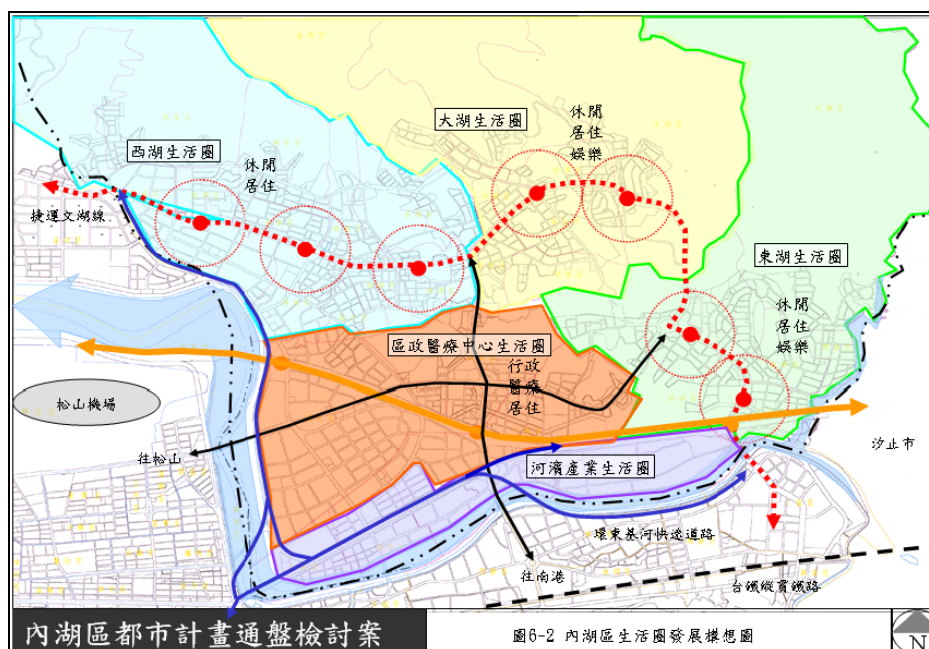 大湖生活圈
休閒
居住
娛樂
西湖生活圈
休閒
居住
捷運文湖線
東湖生活圈
休閒
居住
娛樂
區政醫療中心生活圈
行政
醫療
居住
松山機場
往松山
河濱產業生活圈
汐止市
環東基河快速道路
往南港
台鐵縱貫鐵路
內湖區都市計畫通盤檢討案
圖6-2 內湖區生活圈發展構想圖
N